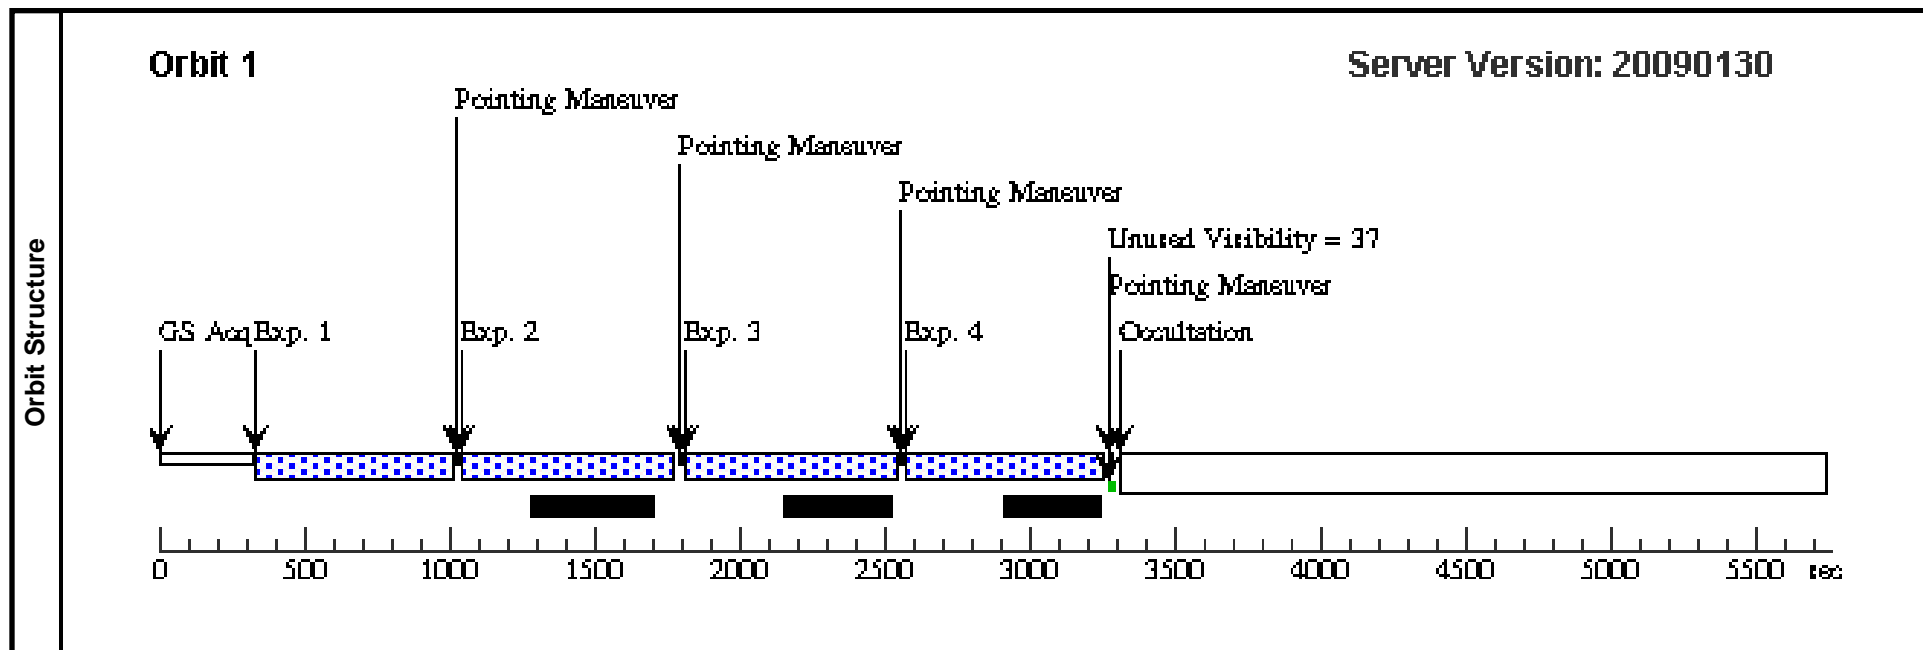 Orbit Structure
Orbit 1
Server Version: 20090130
Pointing Maneuver
Pointing Maneuver
Pointing Maneuver
Unused Visibility = 37
Pointing Maneuver
GS Acq Exp. 1 Exp. 2 Exp. 3 Exp. 4 Occultation
0 500 1000 1500 2000 2500 3000 3500 4000 4500 5000 5500 sec